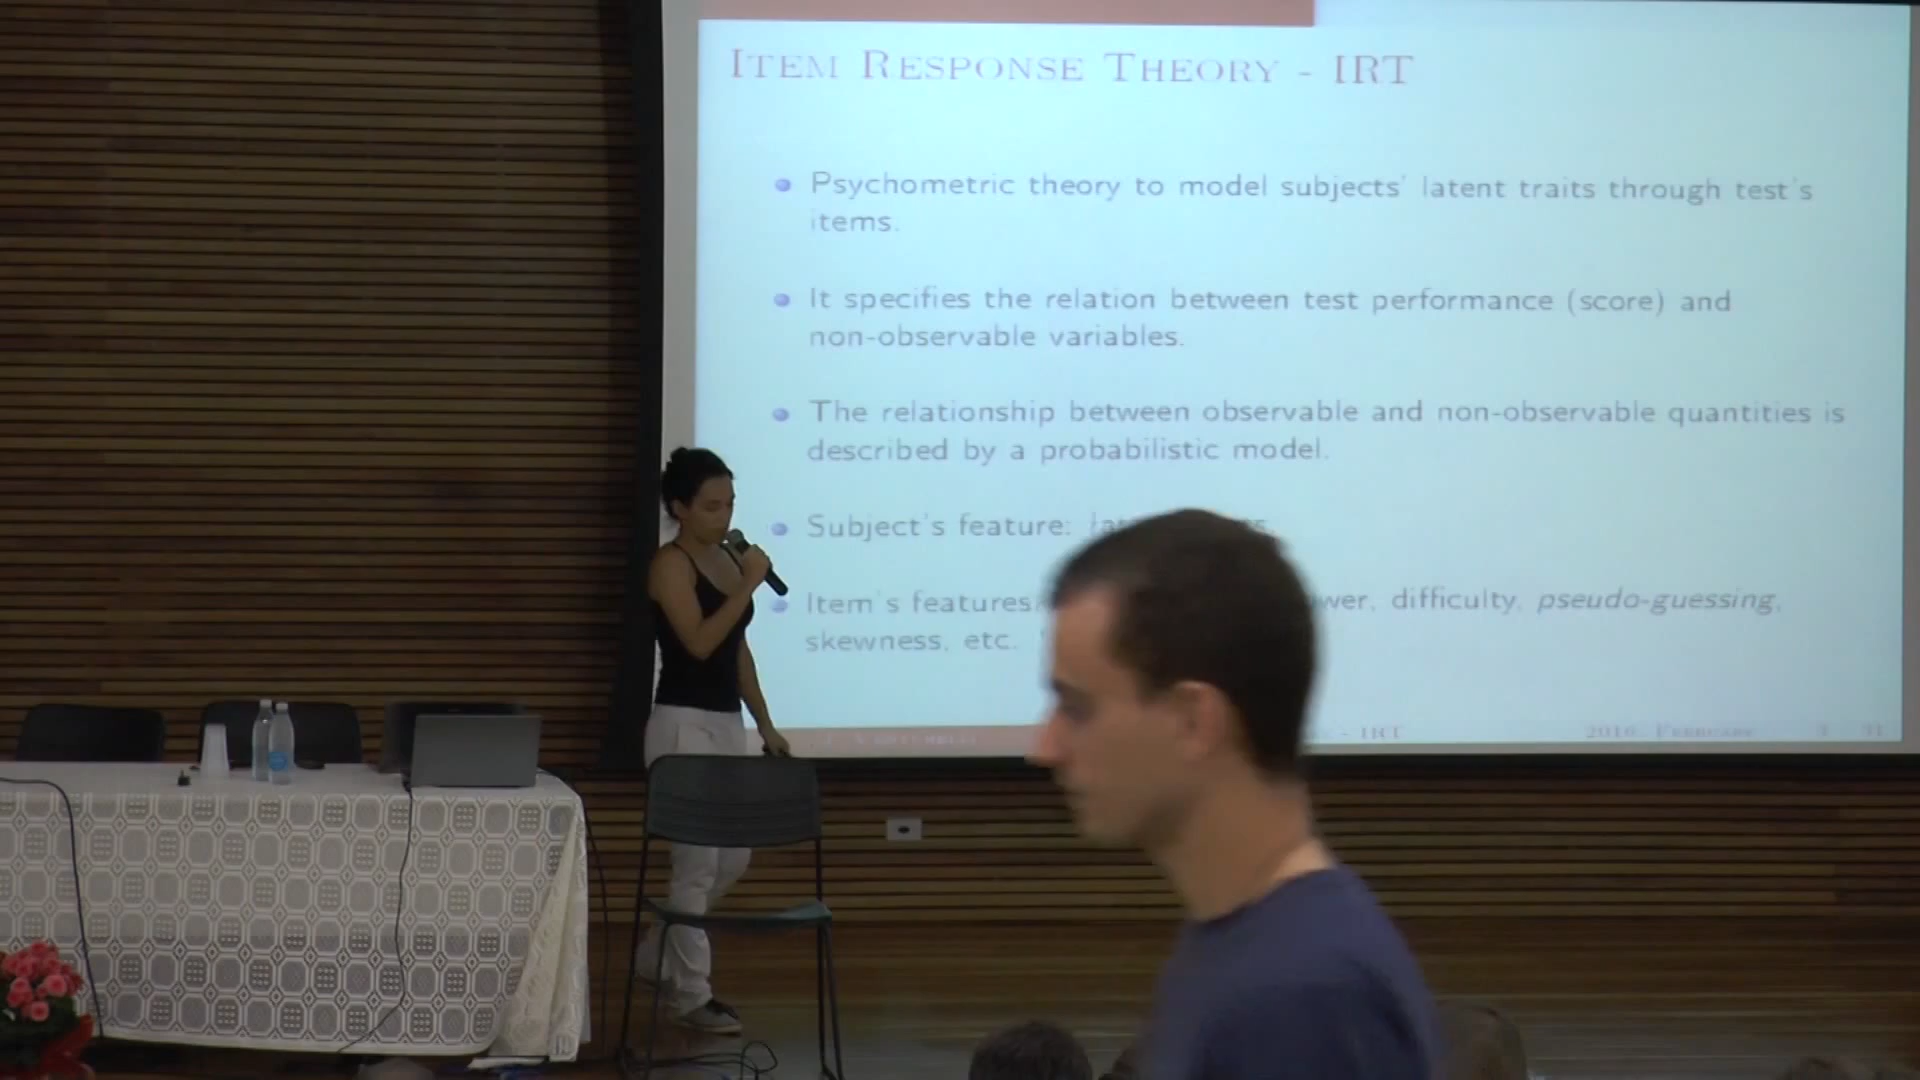 ITEM RESPONSE THEORY - IRT
Psychometric theory to model subjects' latent traits through test's
items.
It specifies the relation between test performance (score) and
non-observable variables.
The relationship between observable and non-observable quantities is
described by a probabilistic model.
Subject's feature:
Item's features: difficulty, pseudo-guessing,
skewness, etc.
- IRT 2016, February